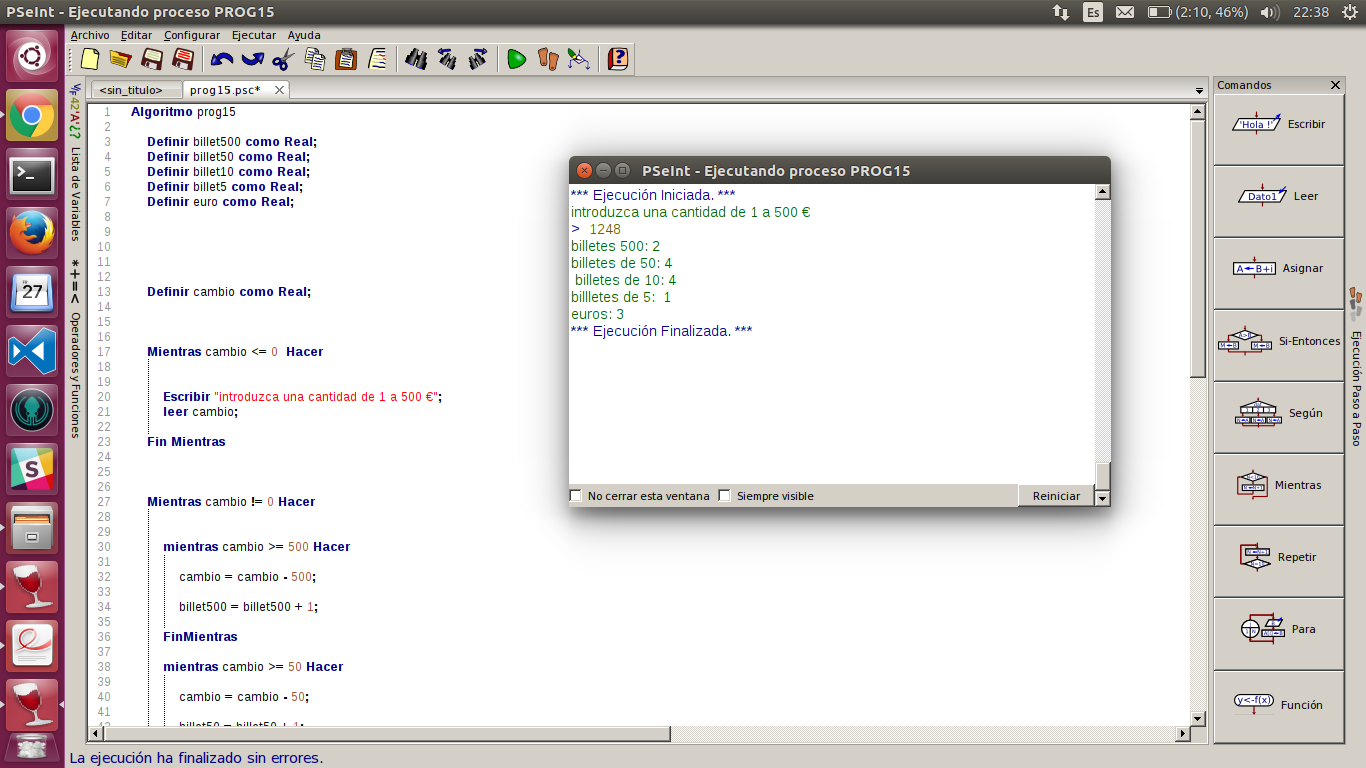 PSeInt - Ejecutando proceso PROG15
Es
(2:10, 46%)
22:38
Archivo Editar Configurar Ejecutar Ayuda
<sin_titulo>
prog15.psc*
Lista de Variables
Operadores y Funciones
1 Algoritmo prog15
2
3 Definir billet500 como Real;
4 Definir billet50 como Real;
5 Definir billet10 como Real;
6 Definir billet5 como Real;
7 Definir euro como Real;
8
9
10
11
12
13 Definir cambio como Real;
14
15
16
17 Mientras cambio <= 0 Hacer
18
19
20 Escribir "introduzca una cantidad de 1 a 500 €";
21 leer cambio;
22
23 Fin Mientras
24
25
26
27 Mientras cambio != 0 Hacer
28
29
30 mientras cambio >= 500 Hacer
31
32 cambio = cambio - 500;
33
34 billet500 = billet500 + 1;
35
36 FinMientras
37
38 mientras cambio >= 50 Hacer
39
40 cambio = cambio - 50;
41
42 billet50 = billet50 + 1;
PSeInt - Ejecutando proceso PROG15
*** Ejecución Iniciada. ***
introduzca una cantidad de 1 a 500 €
> 1248
billetes 500: 2
billetes de 50: 4
billetes de 10: 4
billletes de 5: 1
euros: 3
*** Ejecución Finalizada. ***
No cerrar esta ventana
Siempre visible
Reiniciar
Comandos
'Hola !'
Escribir
Dato1
Leer
A B+i
Asignar
Si-Entonces
Según
Mientras
Repetir
Para
y<-f(x)
Función
Ejecución Paso a Paso
27
La ejecución ha finalizado sin errores.